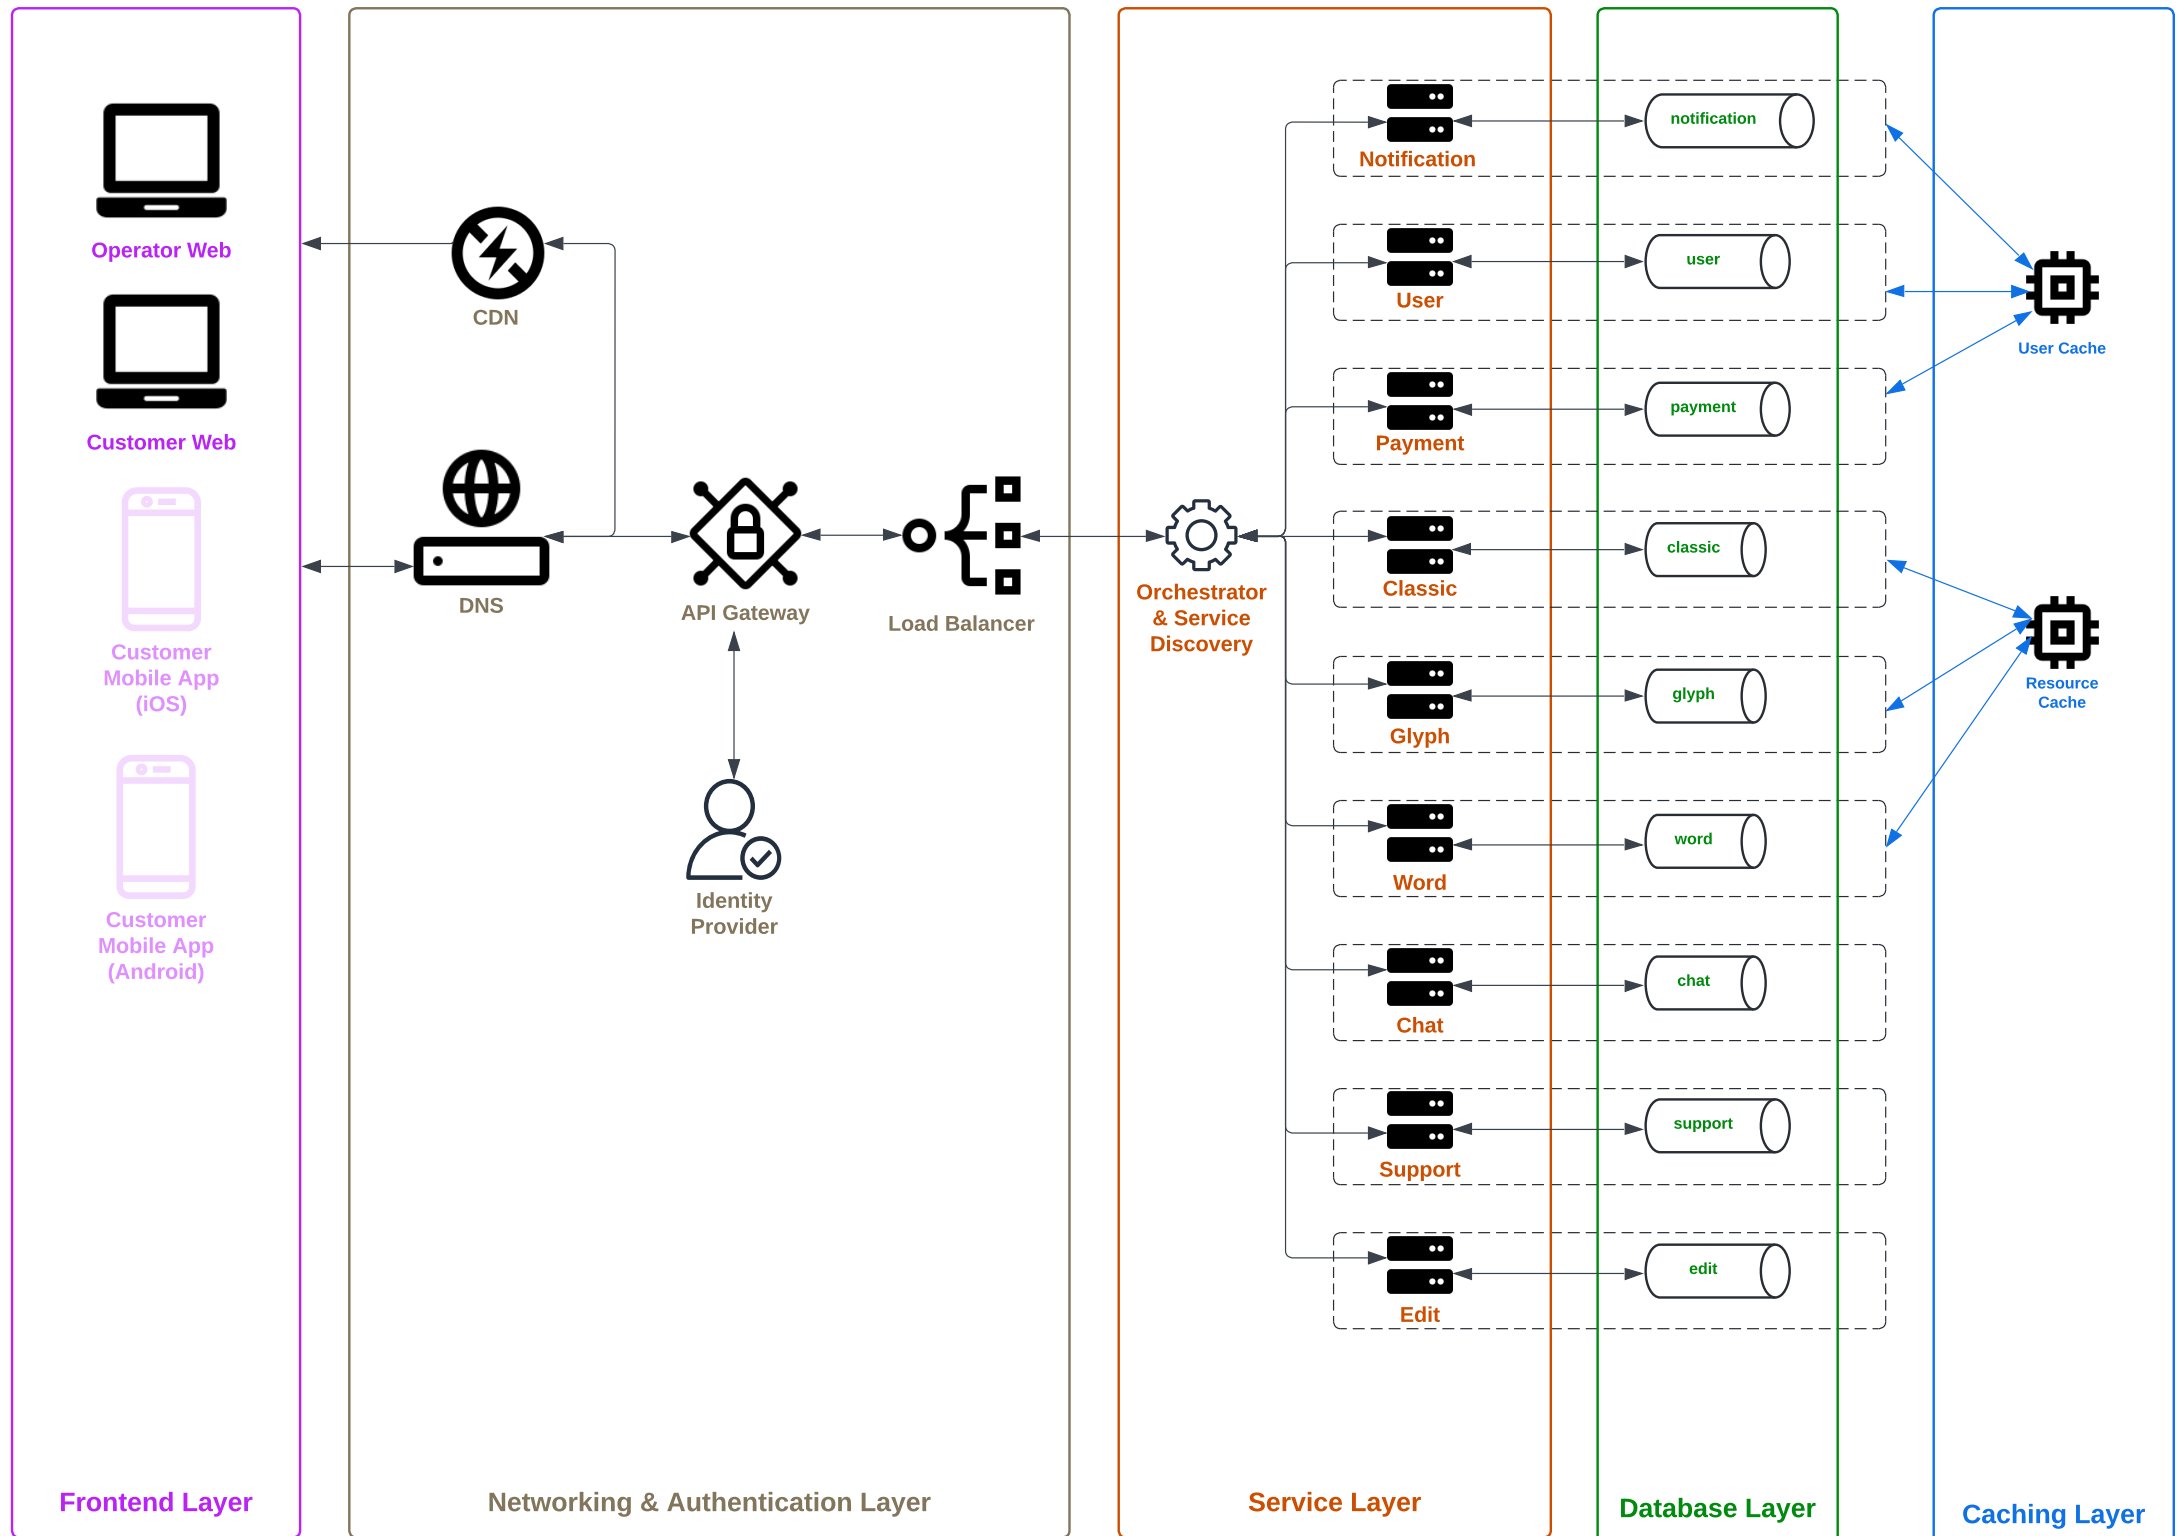 Operator Web
Customer Web
Customer
Mobile App
(iOS)
Customer
Mobile App
(Android)
Frontend Layer
CDN
DNS
API Gateway
Load Balancer
Identity
Provider
Networking & Authentication Layer
Orchestrator
& Service
Discovery
Notification
User
Payment
Classic
Glyph
Word
Chat
Support
Edit
Service Layer
notification
user
payment
classic
glyph
word
chat
support
edit
Database Layer
User Cache
Resource
Cache
Caching Layer